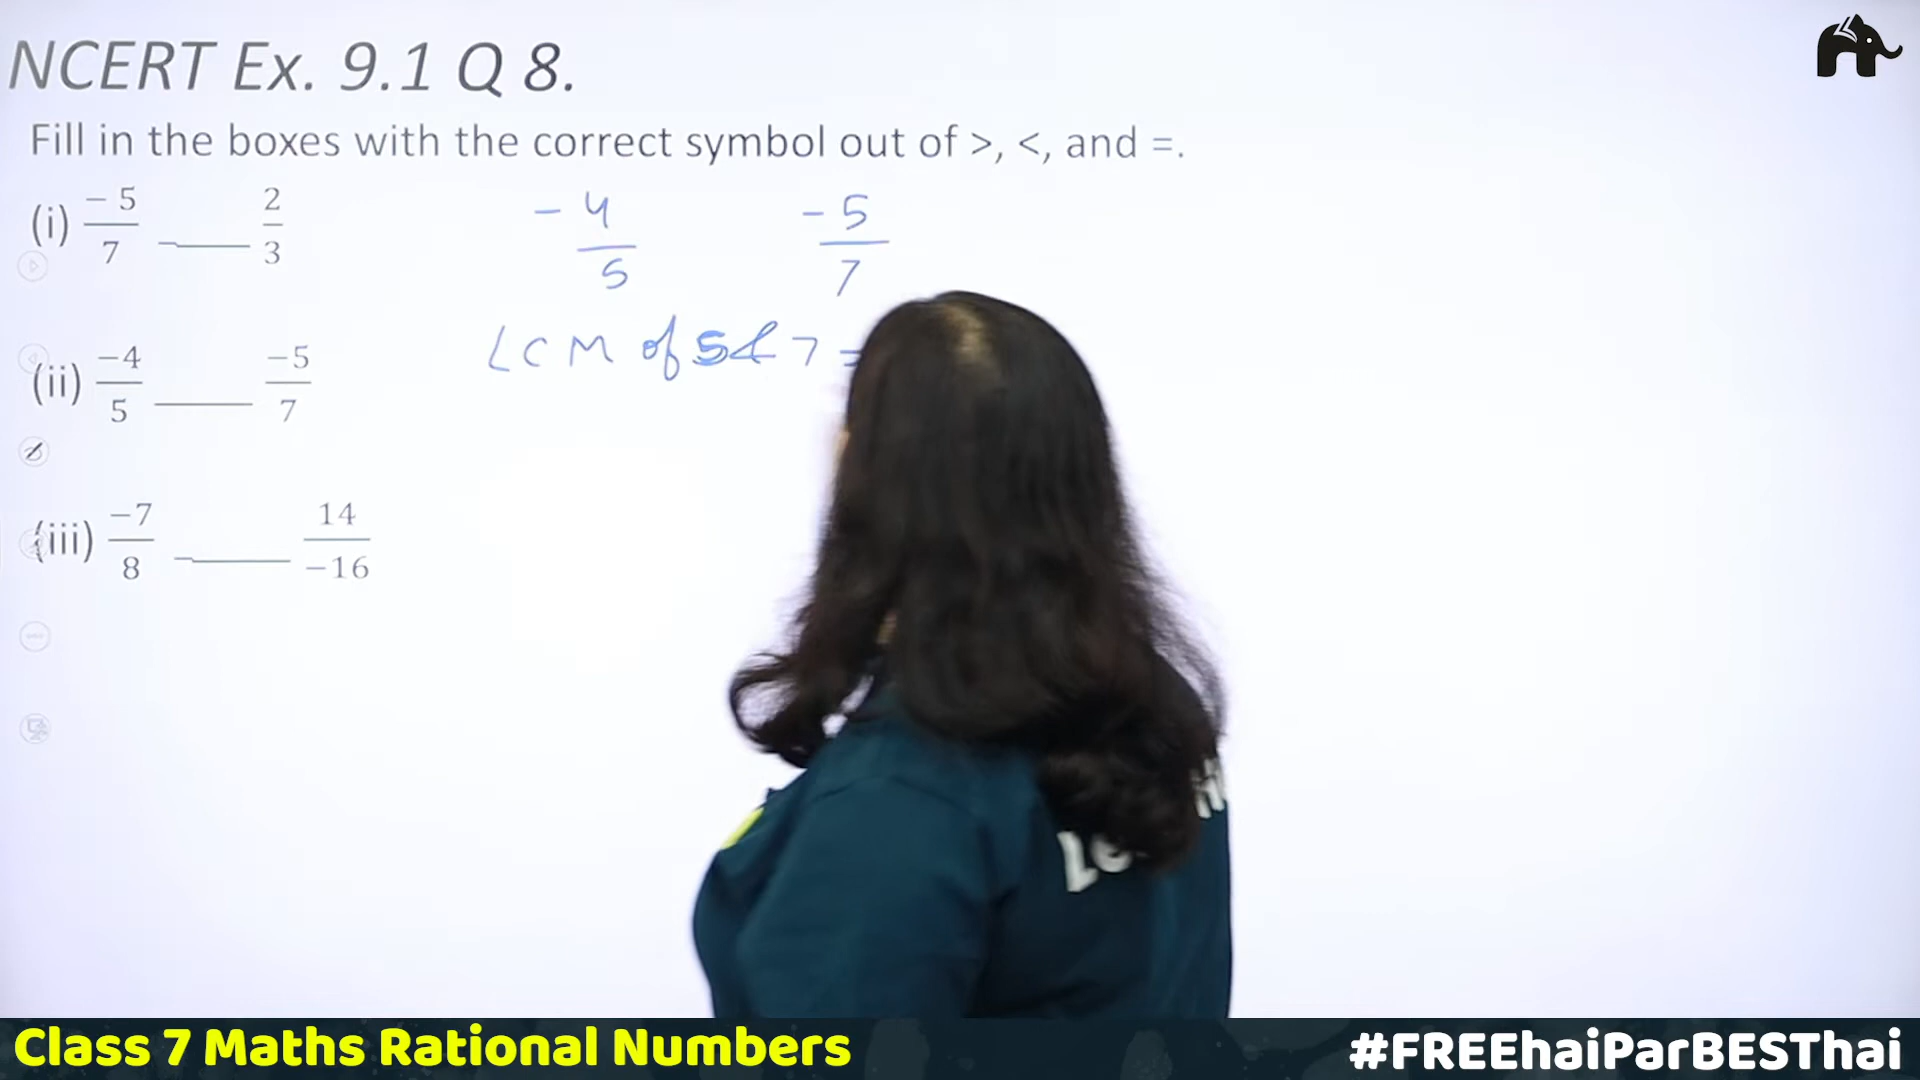 NCERT Ex. 9.1 Q 8.
Fill in the boxes with the correct symbol out of >, <, and =.
(i) −5/7 ____ 2/3
−4/5 −5/7
LCM of 5 & 7 =
(ii) −4/5 ____ −5/7
(iii) −7/8 ____ 14/−16
Class 7 Maths Rational Numbers
#FREEhaiParBESThai